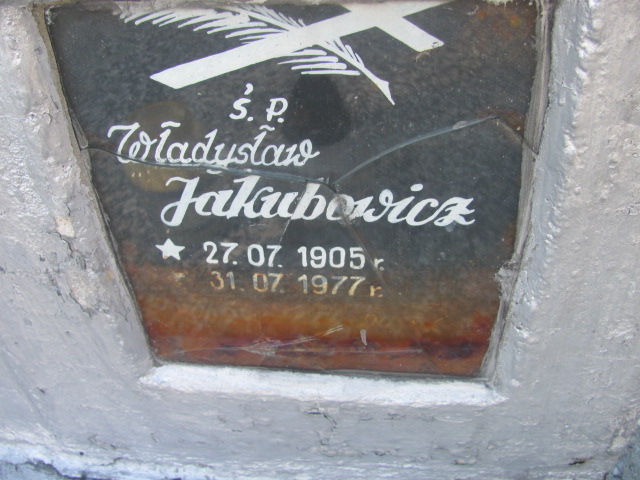 Ś. P.
Władysław
Jakubowicz
★ 27.07.1905 r.
31.07.1977 r.